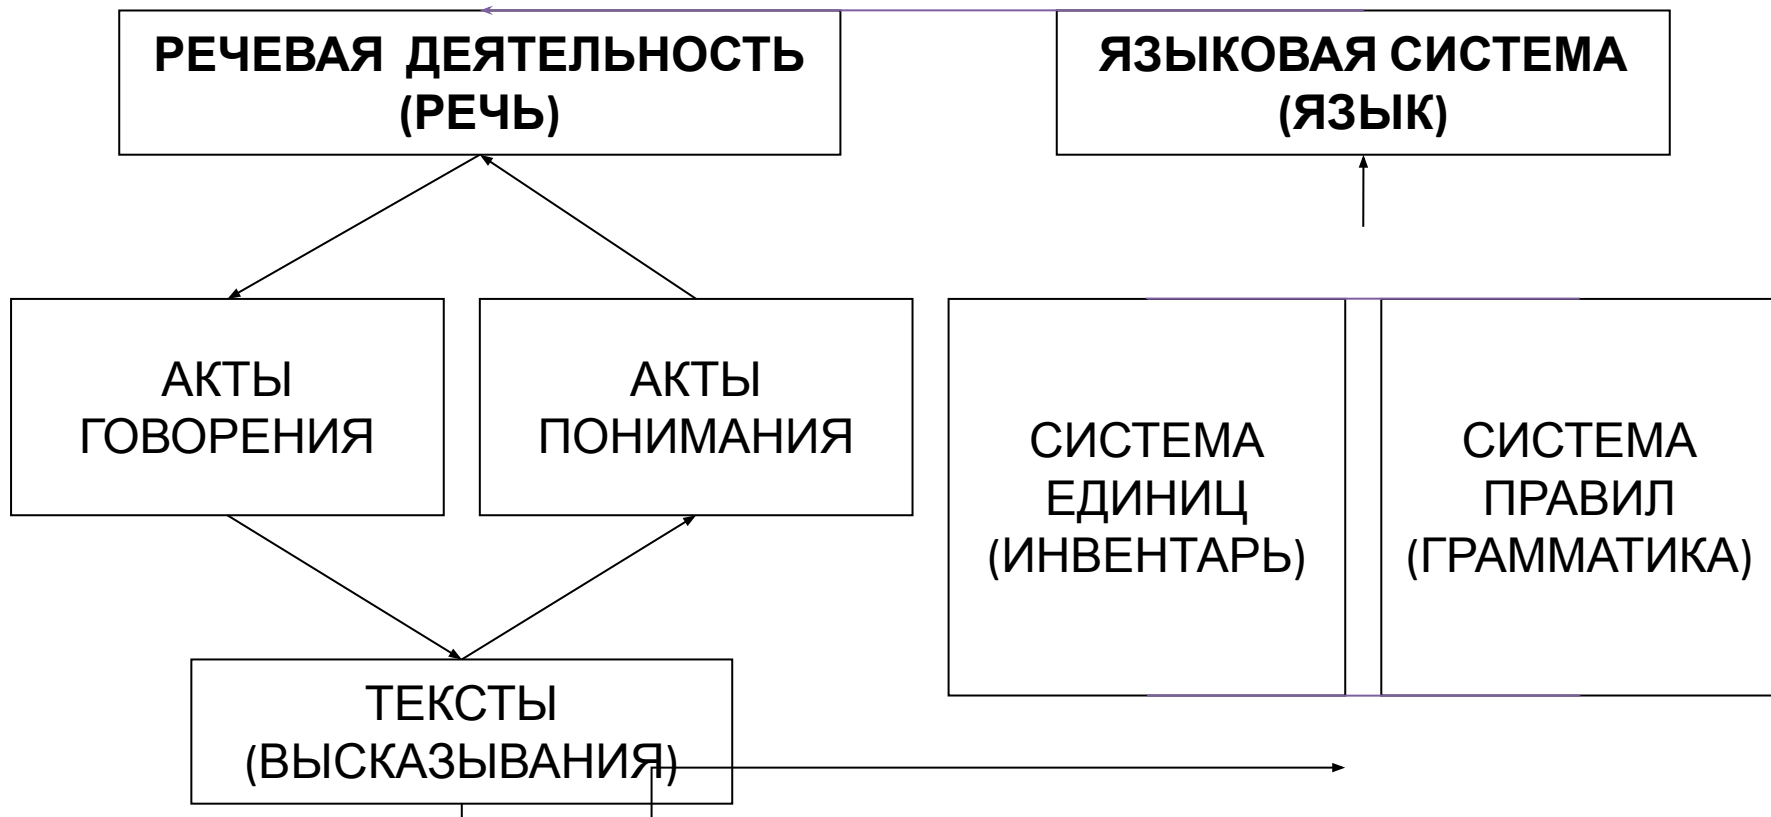 РЕЧЕВАЯ ДЕЯТЕЛЬНОСТЬ
(РЕЧЬ)
ЯЗЫКОВАЯ СИСТЕМА
(ЯЗЫК)
АКТЫ
ГОВОРЕНИЯ
АКТЫ
ПОНИМАНИЯ
СИСТЕМА
ЕДИНИЦ
(ИНВЕНТАРЬ)
СИСТЕМА
ПРАВИЛ
(ГРАММАТИКА)
ТЕКСТЫ
(ВЫСКАЗЫВАНИЯ)